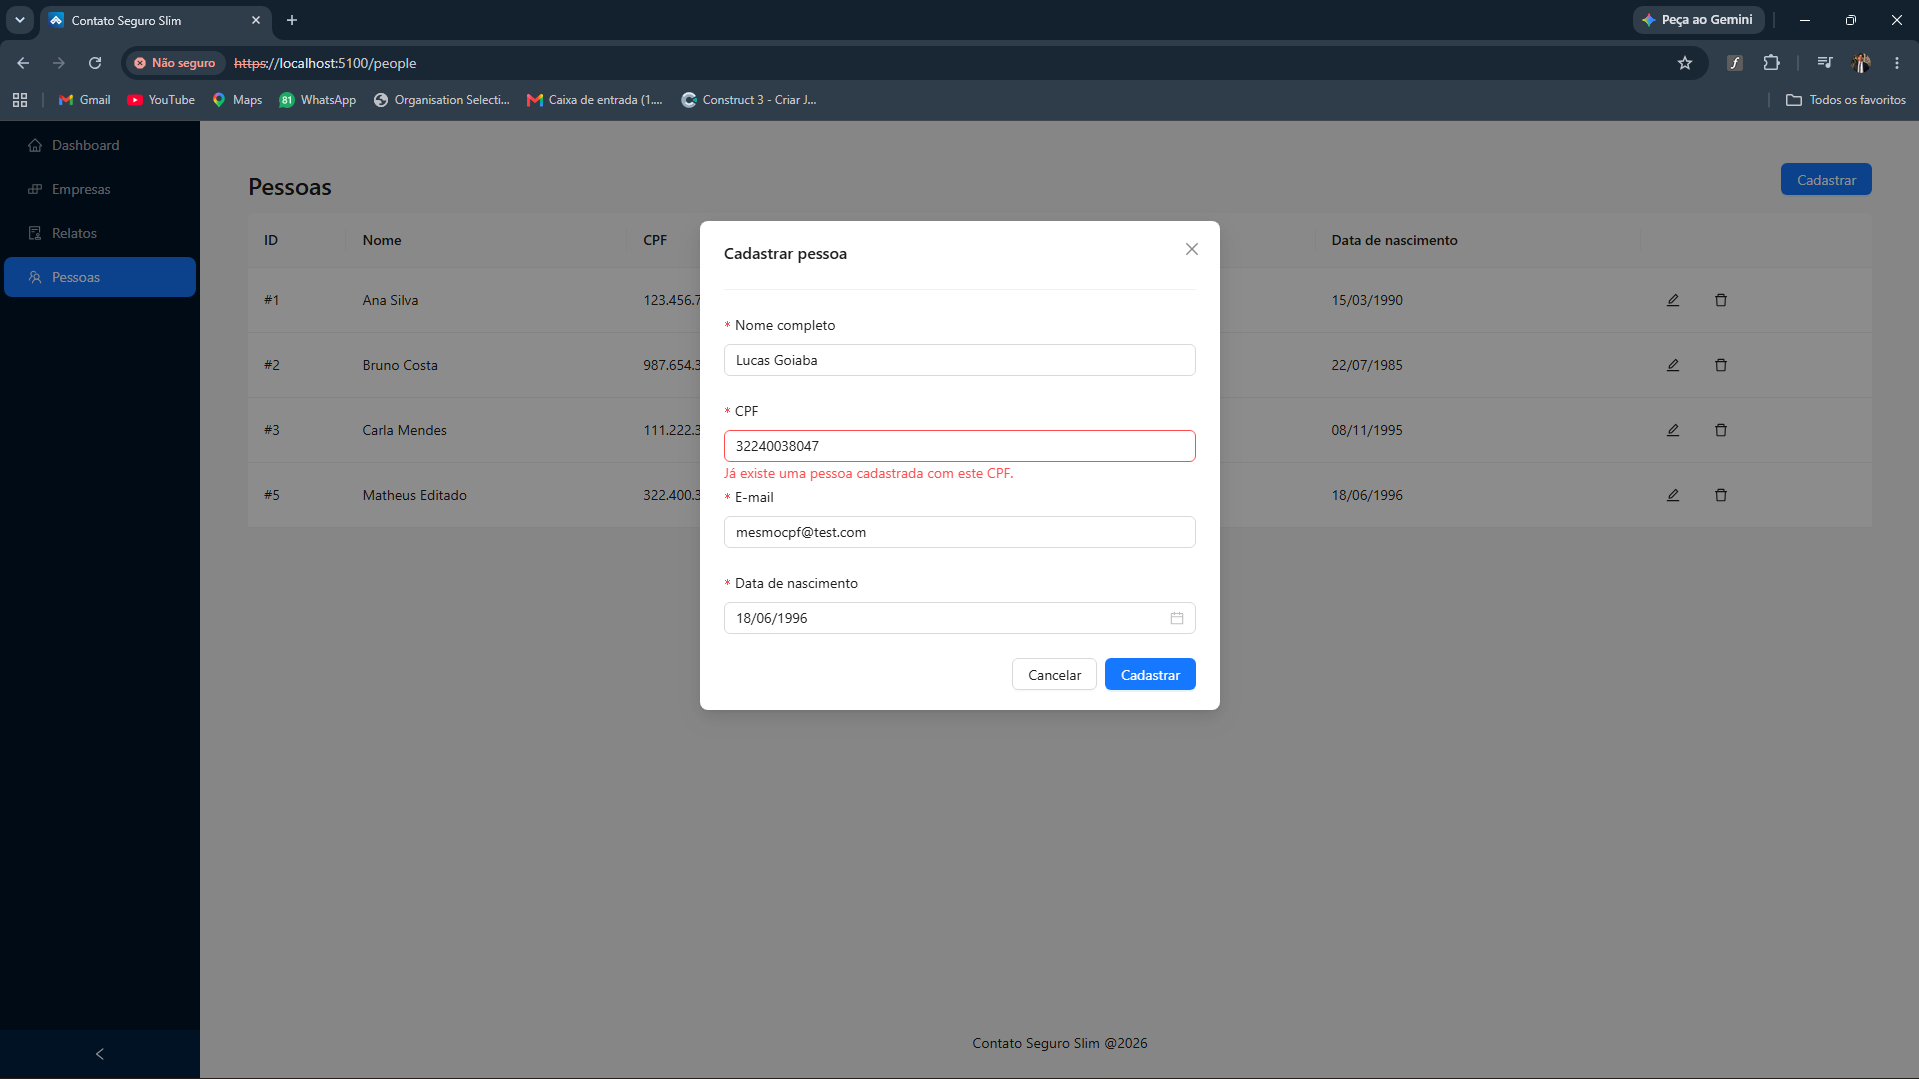 Contato Seguro Slim
Peça ao Gemini
Não seguro
https://localhost:5100/people
Gmail
YouTube
Maps
81
WhatsApp
Organisation Selecti...
Caixa de entrada (1....
Construct 3 - Criar J...
Todos os favoritos
Dashboard
Empresas
Relatos
Pessoas
Pessoas
Cadastrar
ID Nome CPF Data de nascimento
#1 Ana Silva 123.456.7 15/03/1990
#2 Bruno Costa 987.654.3 22/07/1985
#3 Carla Mendes 111.222.3 08/11/1995
#5 Matheus Editado 322.400.3 18/06/1996
Cadastrar pessoa
* Nome completo
Lucas Goiaba
* CPF
32240038047
Já existe uma pessoa cadastrada com este CPF.
* E-mail
mesmocpf@test.com
* Data de nascimento
18/06/1996
Cancelar
Cadastrar
Contato Seguro Slim @2026